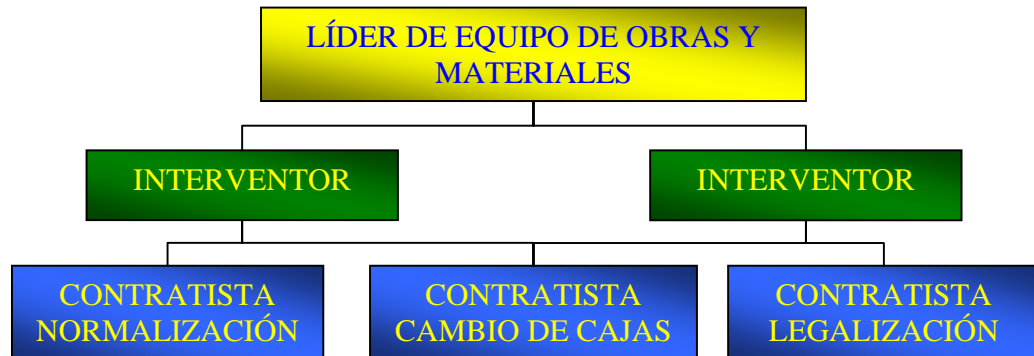 LÍDER DE EQUIPO DE OBRAS Y
MATERIALES
INTERVENTOR
INTERVENTOR
CONTRATISTA
NORMALIZACIÓN
CONTRATISTA
CAMBIO DE CAJAS
CONTRATISTA
LEGALIZACIÓN